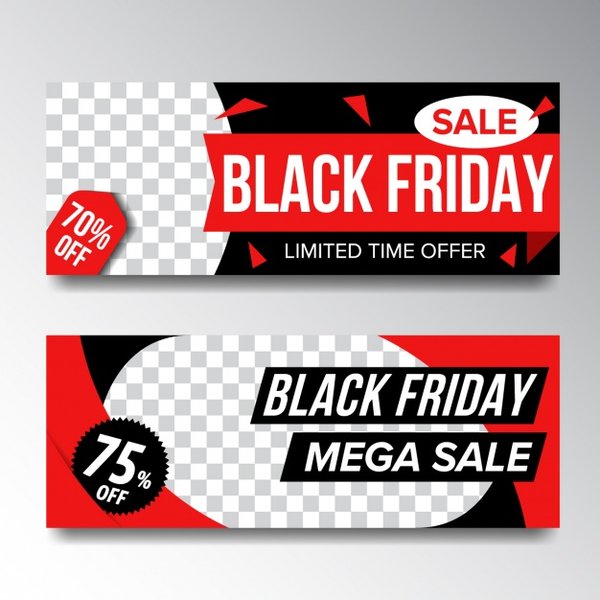 SALE
BLACK FRIDAY
LIMITED TIME OFFER
70%
OFF
BLACK FRIDAY
MEGA SALE
75%
OFF